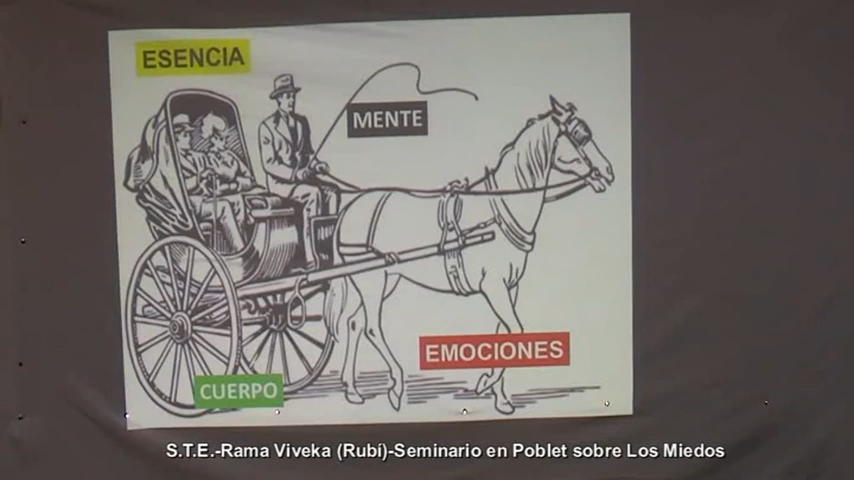 ESENCIA
MENTE
EMOCIONES
CUERPO
S.T.E.-Rama Viveka (Rubí)-Seminario en Poblet sobre Los Miedos